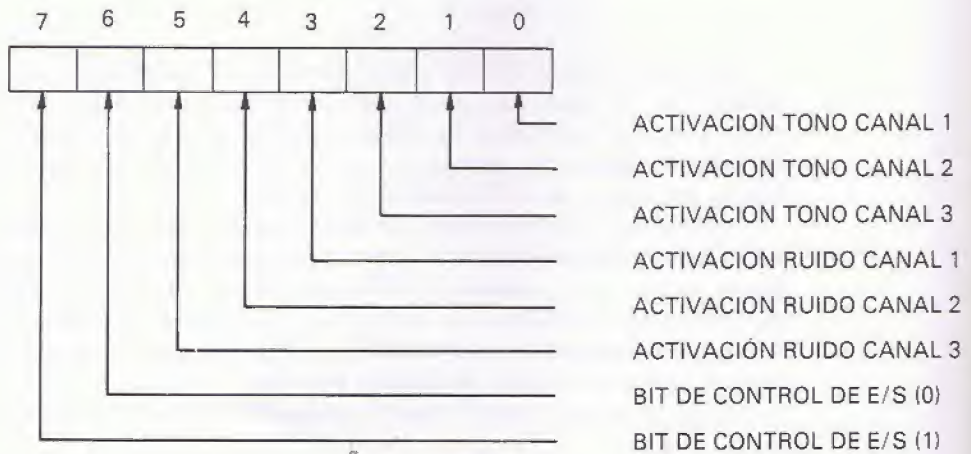 7 6 5 4 3 2 1 0
ACTIVACION TONO CANAL 1
ACTIVACION TONO CANAL 2
ACTIVACION TONO CANAL 3
ACTIVACION RUIDO CANAL 1
ACTIVACION RUIDO CANAL 2
ACTIVACIÓN RUIDO CANAL 3
BIT DE CONTROL DE E/S (0)
BIT DE CONTROL DE E/S (1)